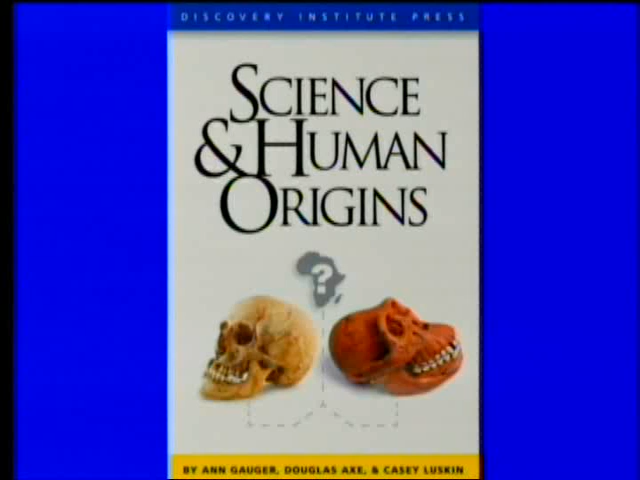 DISCOVERY INSTITUTE PRESS
SCIENCE
& HUMAN
ORIGINS
?
BY ANN GAUGER, DOUGLAS AXE, & CASEY LUSKIN